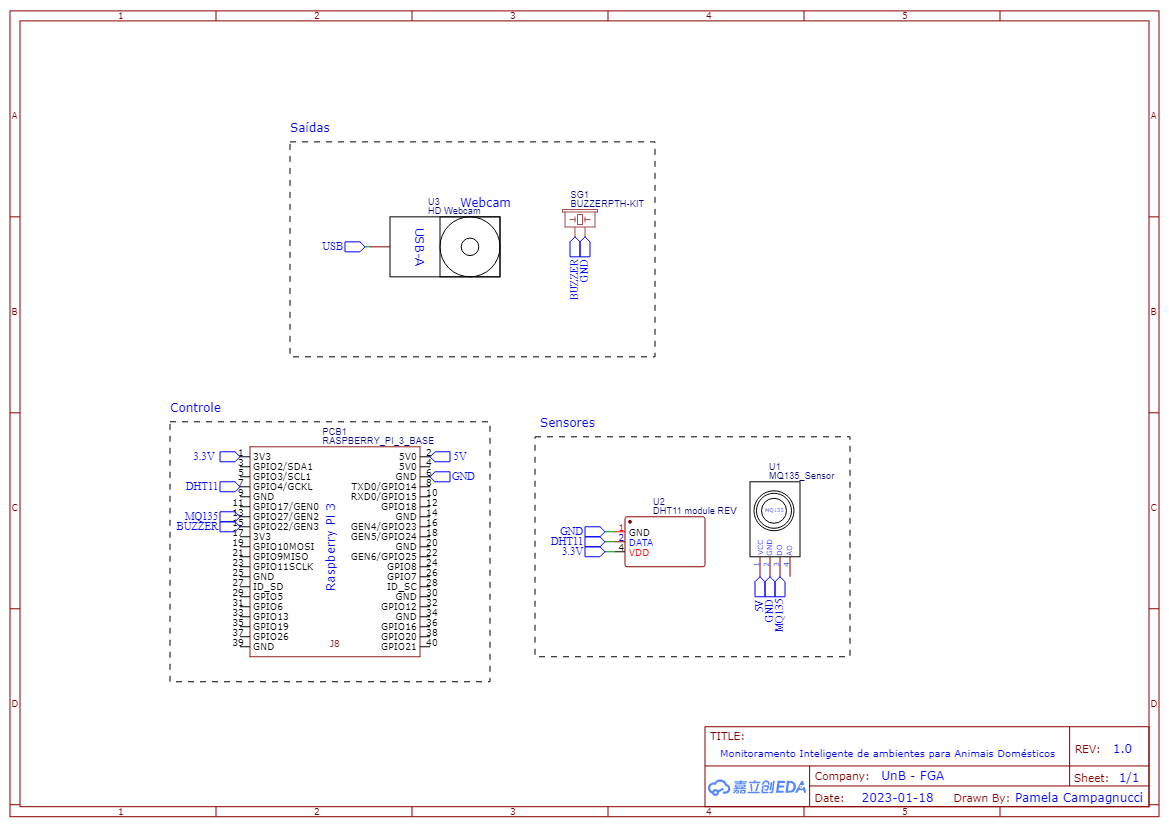 1 2 3 4 5
A A
Saídas
U3
HD Webcam
Webcam
USB
USB-A
SG1
BUZZERPTH-KIT
BUZZER
GND
B B
Controle
PCB1
RASPBERRY_PI_3_BASE
3.3V 1 3V3 5V0 2 5V
3 GPIO2/SDA1 5V0 4
5 GPIO3/SCL1 GND 6 GND
DHT11 7 GPIO4/GCKL TXD0/GPIO14 8
9 GND RXD0/GPIO15 10
11 GPIO17/GEN0 GPIO18 12
MQ135 13 GPIO27/GEN2 GND 14
BUZZER 15 GPIO22/GEN3 GEN4/GPIO23 16
17 3V3 GEN5/GPIO24 18
19 GPIO10MOSI GND 20
21 GPIO9MISO GEN6/GPIO25 22
23 GPIO11SCLK GPIO8 24
25 GND GPIO7 26
27 ID_SD ID_SC 28
29 GPIO5 GND 30
31 GPIO6 GPIO12 32
33 GPIO13 GND 34
35 GPIO19 GPIO16 36
37 GPIO26 GPIO20 38
39 GND GPIO21 40
Raspberry PI 3
J8
Sensores
U2
DHT11 module REV
GND 1 GND
DHT11 2 DATA
3.3V 4 VDD
U1
MQ135_Sensor
MQ135
VCC
GND
DO
AO
1
2
3
4
5V
GND
MQ135
C C
D D
TITLE:
Monitoramento Inteligente de ambientes para Animais Domésticos
REV: 1.0
嘉立创EDA
Company: UnB - FGA
Sheet: 1/1
Date: 2023-01-18 Drawn By: Pamela Campagnucci
1 2 3 4 5